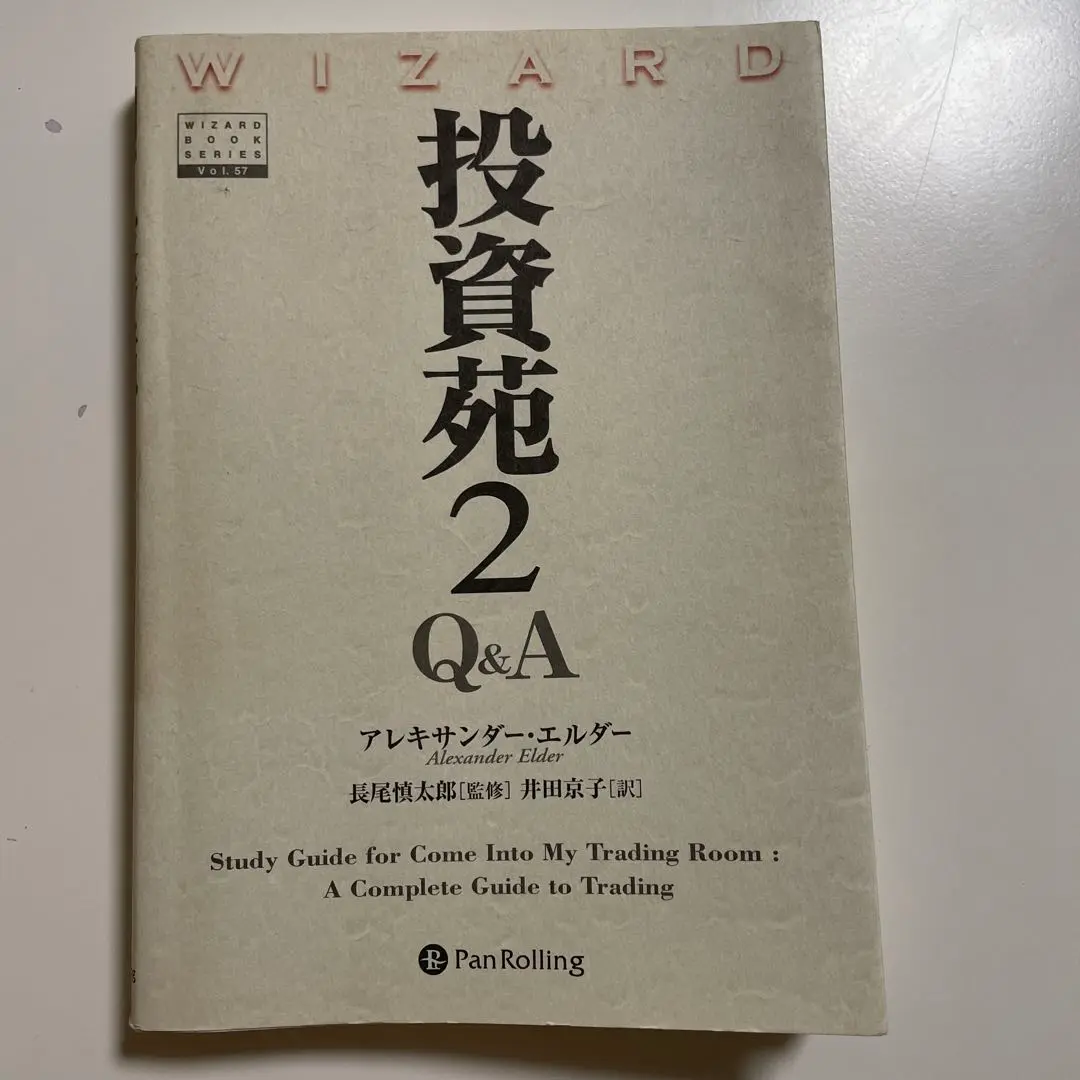 WIZARD
WIZARD
BOOK
SERIES
Vol. 57
投資苑2
Q&A
アレキサンダー・エルダー
Alexander Elder
長尾慎太郎[監修] 井田京子[訳]
Study Guide for Come Into My Trading Room :
A Complete Guide to Trading
PanRolling